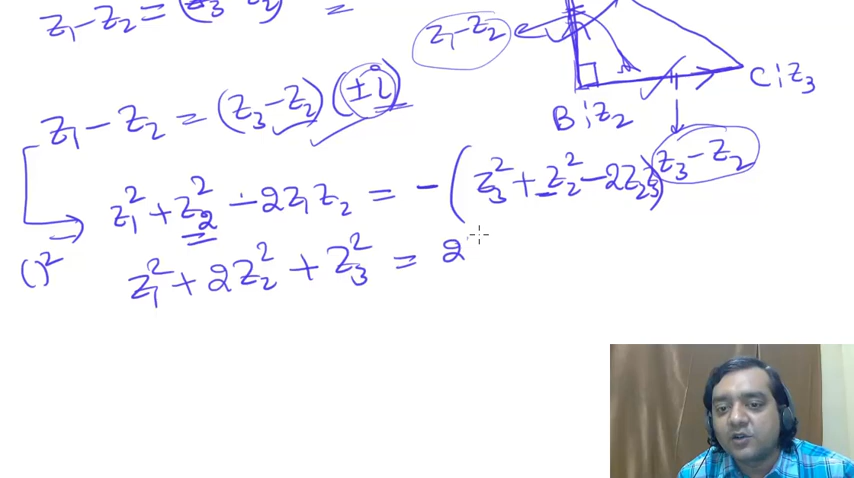 z₁ - z₂ =
z₁ - z₂
C ; z₃
z₁ - z₂ = (z₃ - z₂) (± i)
B ; z₂
z₃ - z₂
z₁² + z₂² - 2z₁z₂ = - (z₃² + z₂² - 2z₂z₃)
( )² z₁² + 2z₂² + z₃² = 2